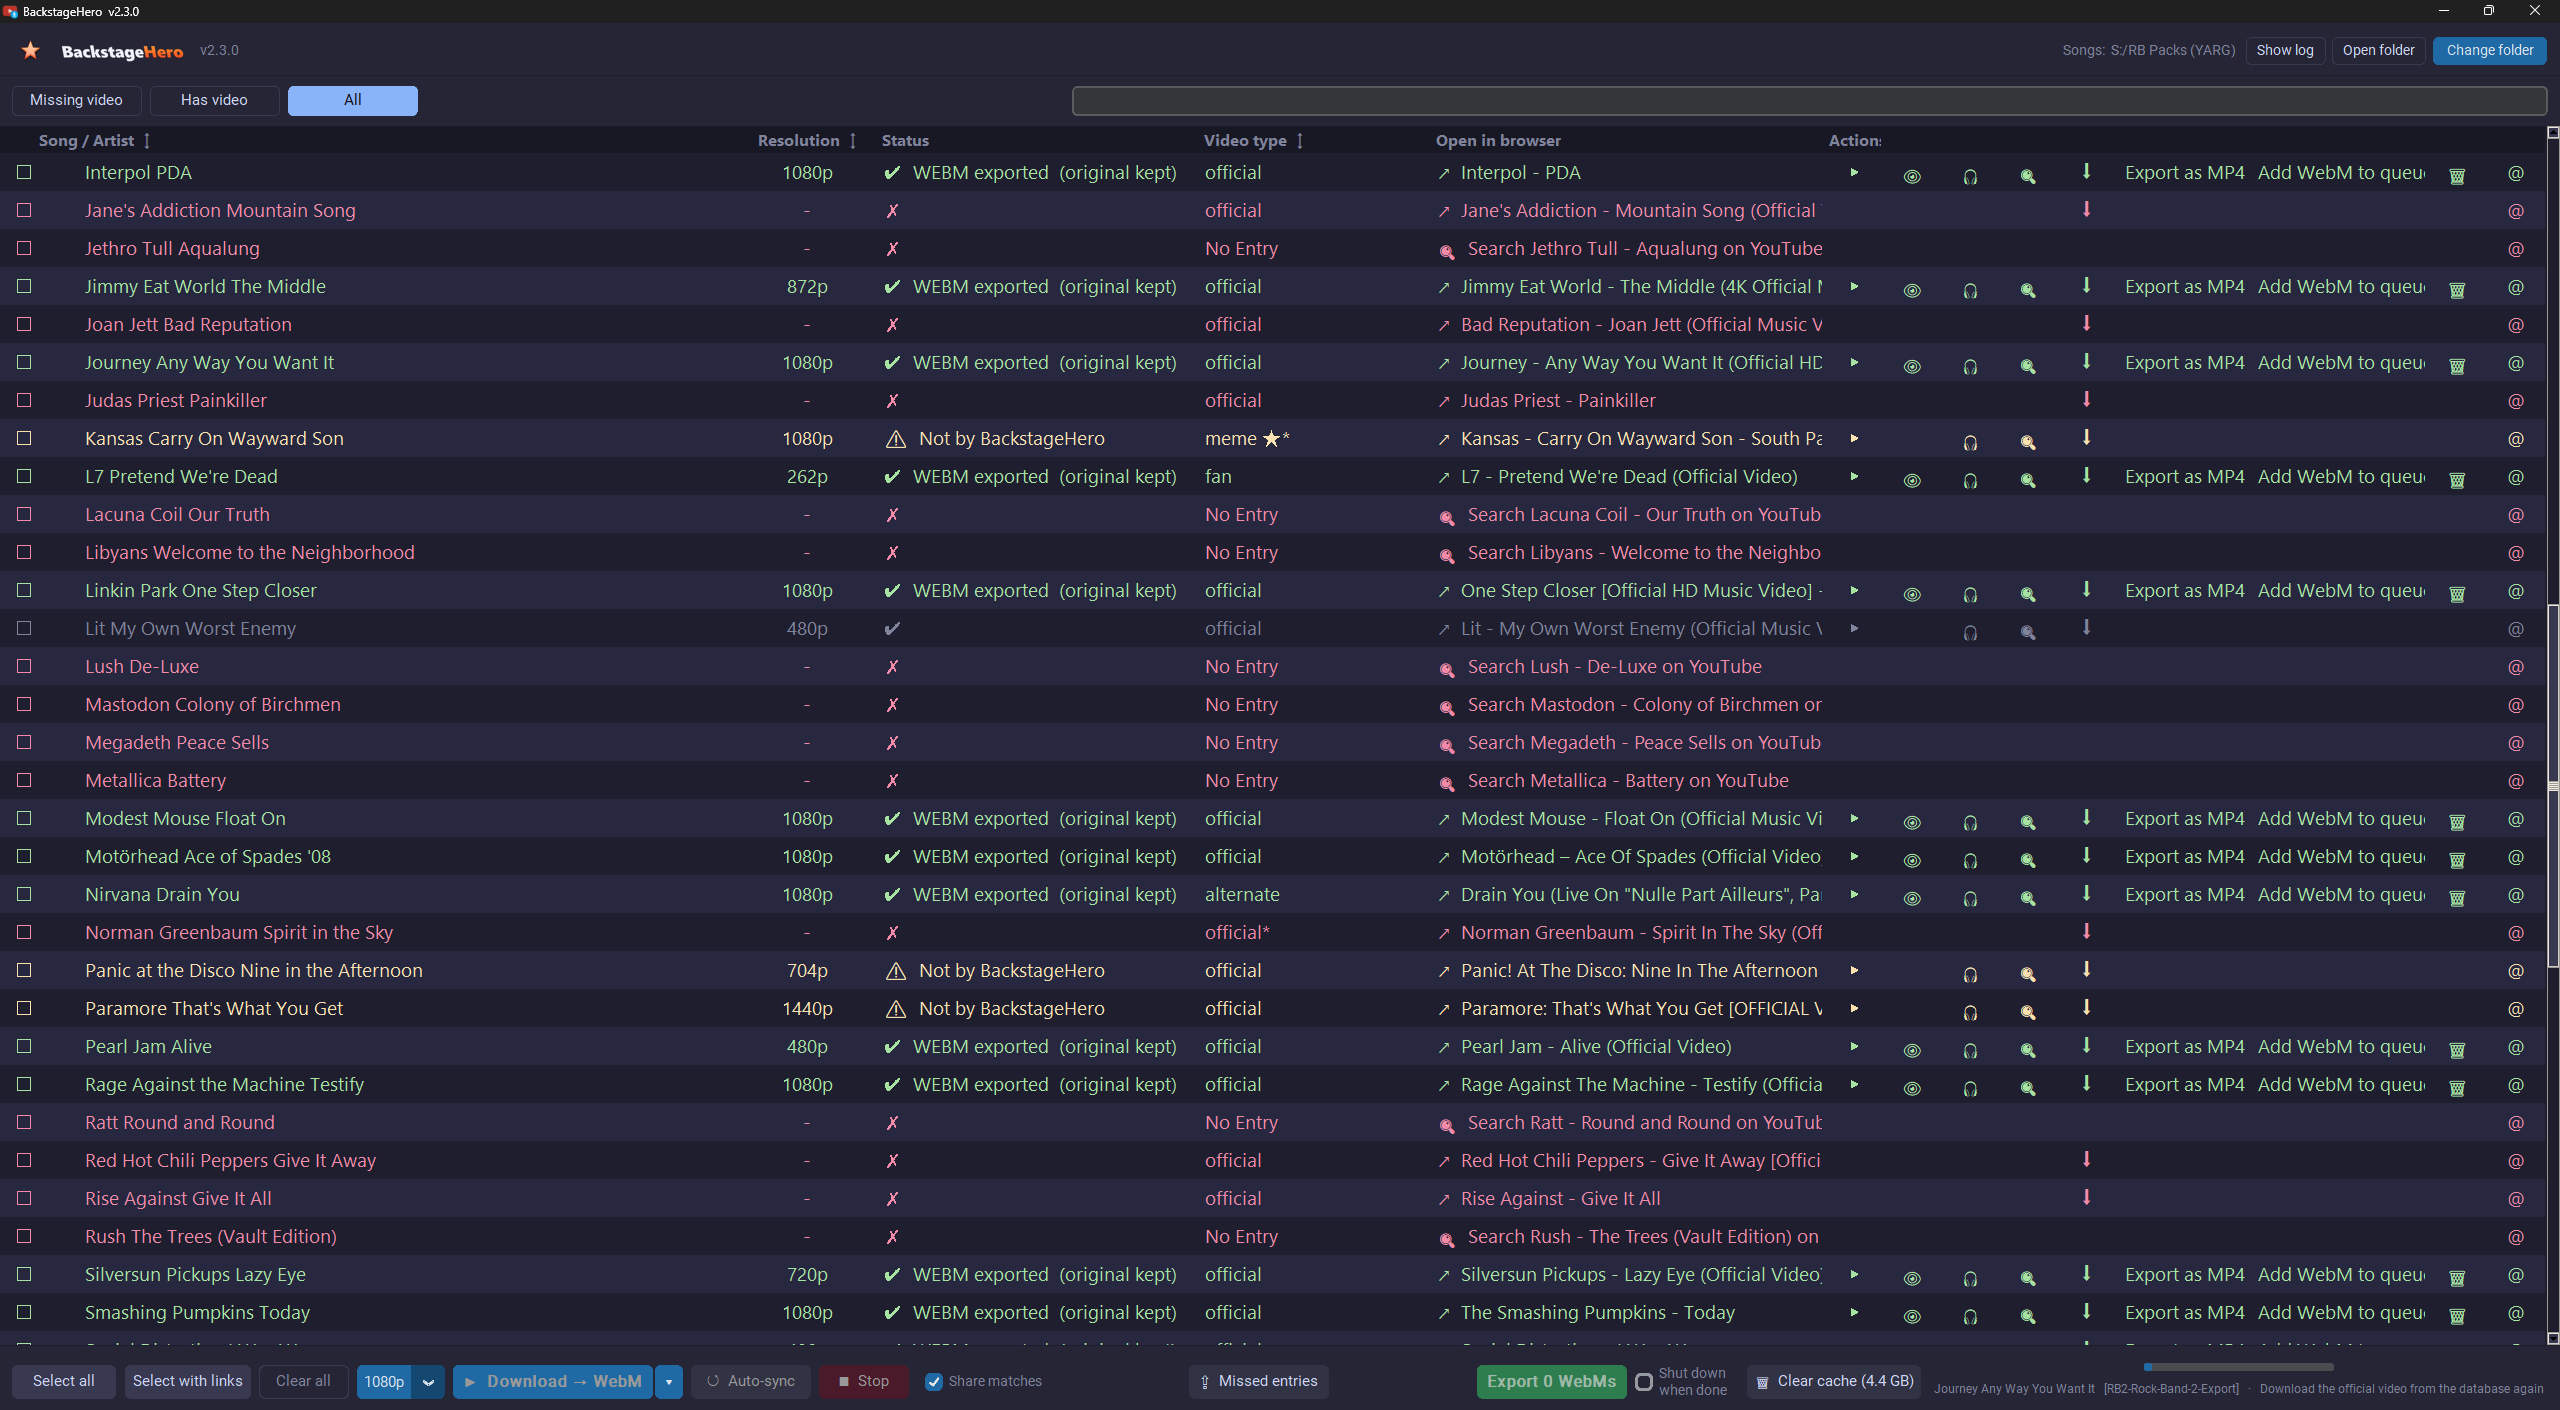 BackstageHero v2.3.0
BackstageHero v2.3.0 Songs: S:/RB Packs (YARG) Show log Open folder Change folder
Missing video Has video All
Song / Artist Resolution Status Video type Open in browser Action
Interpol PDA 1080p ✔ WEBM exported (original kept) official ↗ Interpol - PDA Export as MP4 Add WebM to queu @
Jane's Addiction Mountain Song - ✗ official ↗ Jane's Addiction - Mountain Song (Official @
Jethro Tull Aqualung - ✗ No Entry Search Jethro Tull - Aqualung on YouTube @
Jimmy Eat World The Middle 872p ✔ WEBM exported (original kept) official ↗ Jimmy Eat World - The Middle (4K Official Export as MP4 Add WebM to queu @
Joan Jett Bad Reputation - ✗ official ↗ Bad Reputation - Joan Jett (Official Music V @
Journey Any Way You Want It 1080p ✔ WEBM exported (original kept) official ↗ Journey - Any Way You Want It (Official HD Export as MP4 Add WebM to queu @
Judas Priest Painkiller - ✗ official ↗ Judas Priest - Painkiller @
Kansas Carry On Wayward Son 1080p ⚠ Not by BackstageHero meme ★* ↗ Kansas - Carry On Wayward Son - South Pa @
L7 Pretend We're Dead 262p ✔ WEBM exported (original kept) fan ↗ L7 - Pretend We're Dead (Official Video) Export as MP4 Add WebM to queu @
Lacuna Coil Our Truth - ✗ No Entry Search Lacuna Coil - Our Truth on YouTub @
Libyans Welcome to the Neighborhood - ✗ No Entry Search Libyans - Welcome to the Neighbo @
Linkin Park One Step Closer 1080p ✔ WEBM exported (original kept) official ↗ One Step Closer [Official HD Music Video] - Export as MP4 Add WebM to queu @
Lit My Own Worst Enemy 480p ✔ official ↗ Lit - My Own Worst Enemy (Official Music V @
Lush De-Luxe - ✗ No Entry Search Lush - De-Luxe on YouTube @
Mastodon Colony of Birchmen - ✗ No Entry Search Mastodon - Colony of Birchmen or @
Megadeth Peace Sells - ✗ No Entry Search Megadeth - Peace Sells on YouTub @
Metallica Battery - ✗ No Entry Search Metallica - Battery on YouTube @
Modest Mouse Float On 1080p ✔ WEBM exported (original kept) official ↗ Modest Mouse - Float On (Official Music Vi Export as MP4 Add WebM to queu @
Motörhead Ace of Spades '08 1080p ✔ WEBM exported (original kept) official ↗ Motörhead – Ace Of Spades (Official Video Export as MP4 Add WebM to queu @
Nirvana Drain You 1080p ✔ WEBM exported (original kept) alternate ↗ Drain You (Live On "Nulle Part Ailleurs", Pa Export as MP4 Add WebM to queu @
Norman Greenbaum Spirit in the Sky - ✗ official* ↗ Norman Greenbaum - Spirit In The Sky (Off @
Panic at the Disco Nine in the Afternoon 704p ⚠ Not by BackstageHero official ↗ Panic! At The Disco: Nine In The Afternoon @
Paramore That's What You Get 1440p ⚠ Not by BackstageHero official ↗ Paramore: That's What You Get [OFFICIAL V @
Pearl Jam Alive 480p ✔ WEBM exported (original kept) official ↗ Pearl Jam - Alive (Official Video) Export as MP4 Add WebM to queu @
Rage Against the Machine Testify 1080p ✔ WEBM exported (original kept) official ↗ Rage Against The Machine - Testify (Officia Export as MP4 Add WebM to queu @
Ratt Round and Round - ✗ No Entry Search Ratt - Round and Round on YouTub @
Red Hot Chili Peppers Give It Away - ✗ official ↗ Red Hot Chili Peppers - Give It Away [Offici @
Rise Against Give It All - ✗ official ↗ Rise Against - Give It All @
Rush The Trees (Vault Edition) - ✗ No Entry Search Rush - The Trees (Vault Edition) on @
Silversun Pickups Lazy Eye 720p ✔ WEBM exported (original kept) official ↗ Silversun Pickups - Lazy Eye (Official Video) Export as MP4 Add WebM to queu @
Smashing Pumpkins Today 1080p ✔ WEBM exported (original kept) official ↗ The Smashing Pumpkins - Today Export as MP4 Add WebM to queu @
Select all Select with links Clear all 1080p Download → WebM Auto-sync Stop Share matches Missed entries Export 0 WebMs Shut down when done Clear cache (4.4 GB) Journey Any Way You Want It [RB2-Rock-Band-2-Export] · Download the official video from the database again